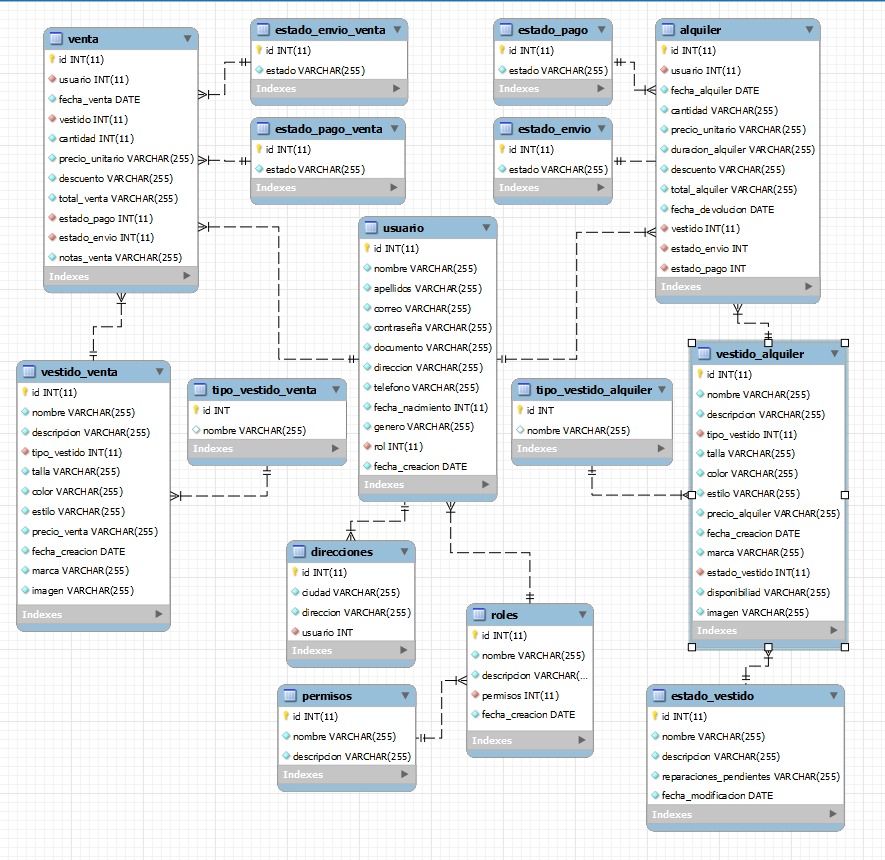 venta
id INT(11)
usuario INT(11)
fecha_venta DATE
vestido INT(11)
cantidad INT(11)
precio_unitario VARCHAR(255)
descuento VARCHAR(255)
total_venta VARCHAR(255)
estado_pago INT(11)
estado_envio INT(11)
notas_venta VARCHAR(255)
Indexes
estado_envio_venta
id INT(11)
estado VARCHAR(255)
Indexes
estado_pago
id INT(11)
estado VARCHAR(255)
Indexes
alquiler
id INT(11)
usuario INT(11)
fecha_alquiler DATE
cantidad VARCHAR(255)
precio_unitario VARCHAR(255)
duracion_alquiler VARCHAR(255)
descuento VARCHAR(255)
total_alquiler VARCHAR(255)
fecha_devolucion DATE
vestido INT(11)
estado_envio INT
estado_pago INT
Indexes
estado_pago_venta
id INT(11)
estado VARCHAR(255)
Indexes
estado_envio
id INT(11)
estado VARCHAR(255)
Indexes
usuario
id INT(11)
nombre VARCHAR(255)
apellidos VARCHAR(255)
correo VARCHAR(255)
contraseña VARCHAR(255)
documento VARCHAR(255)
direccion VARCHAR(255)
telefono VARCHAR(255)
fecha_nacimiento INT(11)
genero VARCHAR(255)
rol INT(11)
fecha_creacion DATE
Indexes
vestido_venta
id INT(11)
nombre VARCHAR(255)
descripcion VARCHAR(255)
tipo_vestido INT(11)
talla VARCHAR(255)
color VARCHAR(255)
estilo VARCHAR(255)
precio_venta VARCHAR(255)
fecha_creacion DATE
marca VARCHAR(255)
imagen VARCHAR(255)
Indexes
tipo_vestido_venta
id INT
nombre VARCHAR(255)
Indexes
tipo_vestido_alquiler
id INT
nombre VARCHAR(255)
Indexes
vestido_alquiler
id INT(11)
nombre VARCHAR(255)
descripcion VARCHAR(255)
tipo_vestido INT(11)
talla VARCHAR(255)
color VARCHAR(255)
estilo VARCHAR(255)
precio_alquiler VARCHAR(255)
fecha_creacion DATE
marca VARCHAR(255)
estado_vestido INT(11)
disponibiliad VARCHAR(255)
imagen VARCHAR(255)
Indexes
direcciones
id INT(11)
ciudad VARCHAR(255)
direccion VARCHAR(255)
usuario INT
Indexes
roles
id INT(11)
nombre VARCHAR(255)
descripcion VARCHAR(...
permisos INT(11)
fecha_creacion DATE
Indexes
permisos
id INT(11)
nombre VARCHAR(255)
descripcion VARCHAR(255)
Indexes
estado_vestido
id INT(11)
nombre VARCHAR(255)
descripcion VARCHAR(255)
reparaciones_pendientes VARCHAR(255)
fecha_modificacion DATE
Indexes